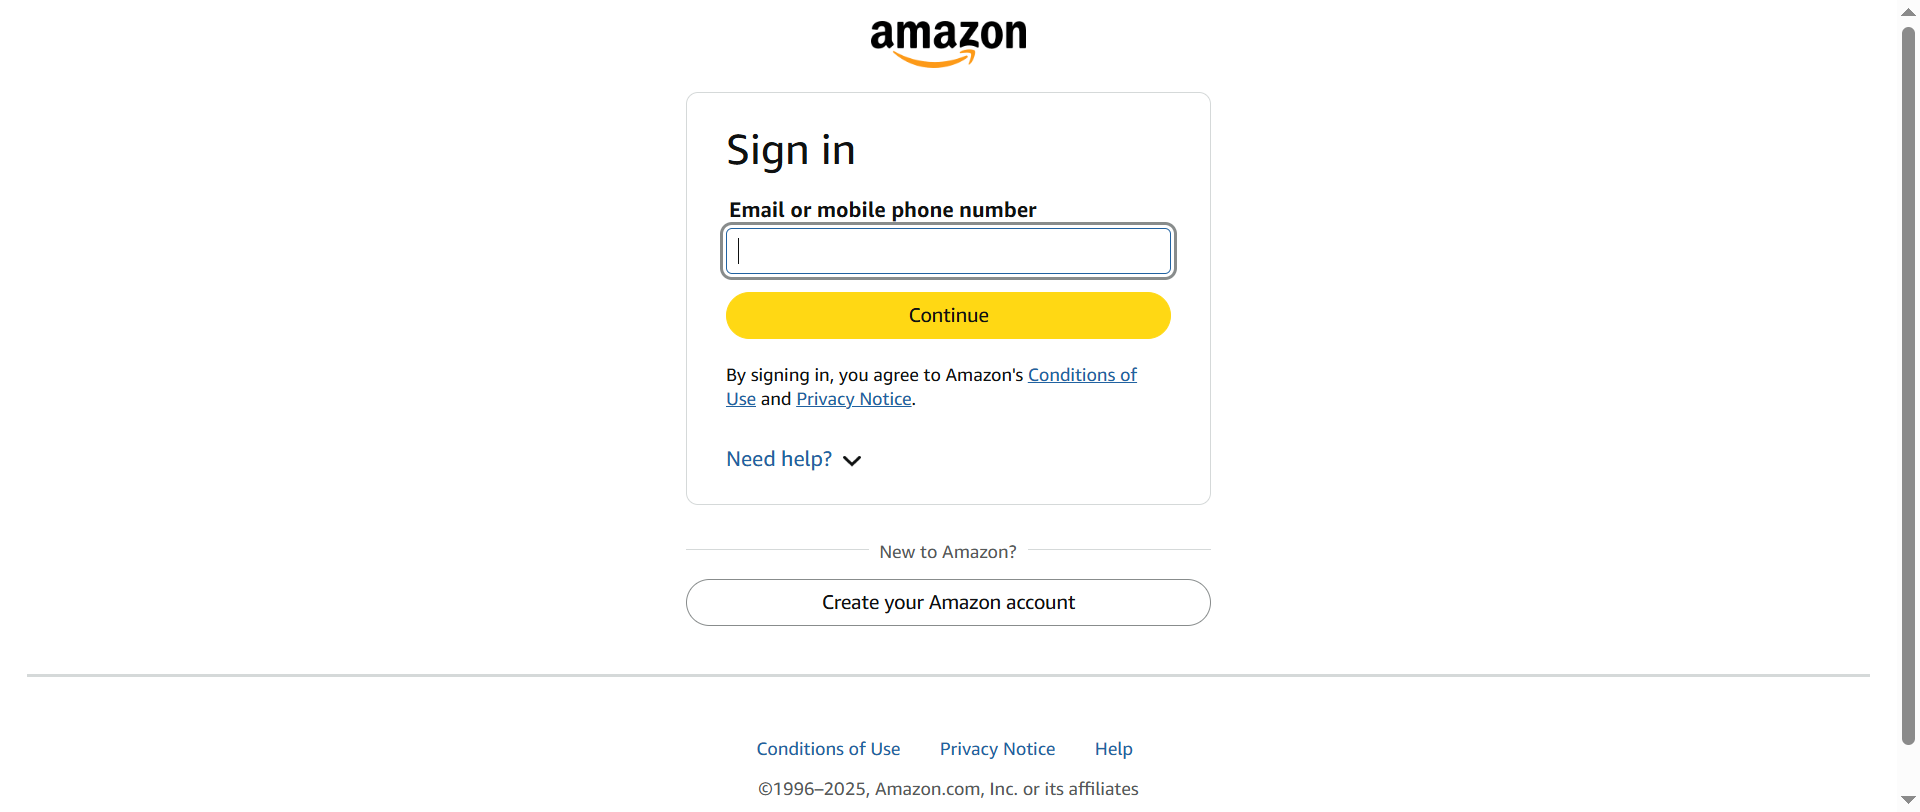 amazon
Sign in
Email or mobile phone number
Continue
By signing in, you agree to Amazon's Conditions of
Use and Privacy Notice.
Need help?
New to Amazon?
Create your Amazon account
Conditions of Use Privacy Notice Help
©1996–2025, Amazon.com, Inc. or its affiliates